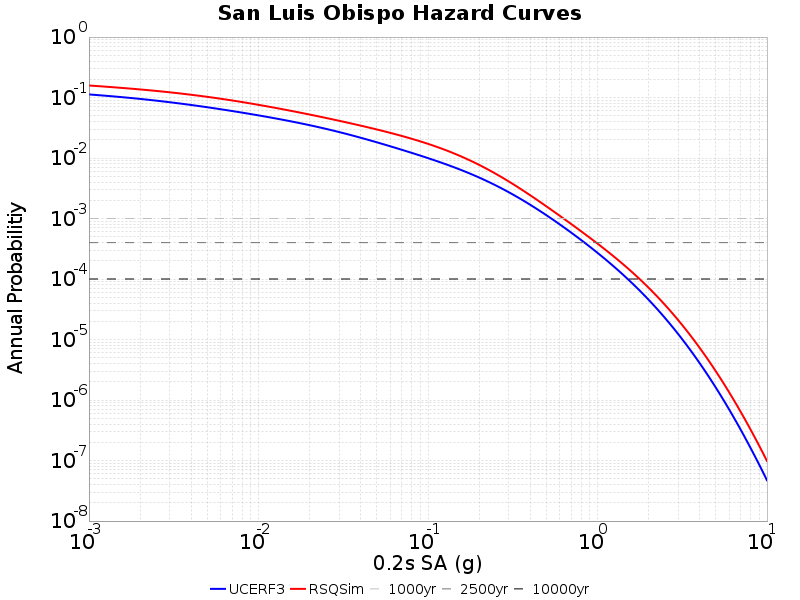 San Luis Obispo Hazard Curves
10^0
10^-1
10^-2
10^-3
10^-4
10^-5
10^-6
10^-7
10^-8
Annual Probabilitiy
10^-3 10^-2 10^-1 10^0 10^1
0.2s SA (g)
UCERF3 RSQSim 1000yr 2500yr 10000yr